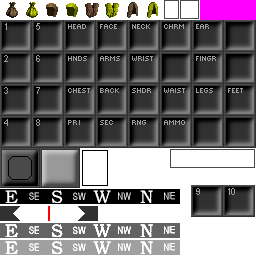 1 5 HEAD FACE NECK CHRM EAR
2 6 HNDS ARMS WRIST FINGR
3 7 CHEST BACK SHDR WAIST LEGS FEET
4 8 PRI SEC RNG AMMO
9 10
E SE S SW W NW N NE
E SE S SW W NW N NE
E SE S SW W NW N NE